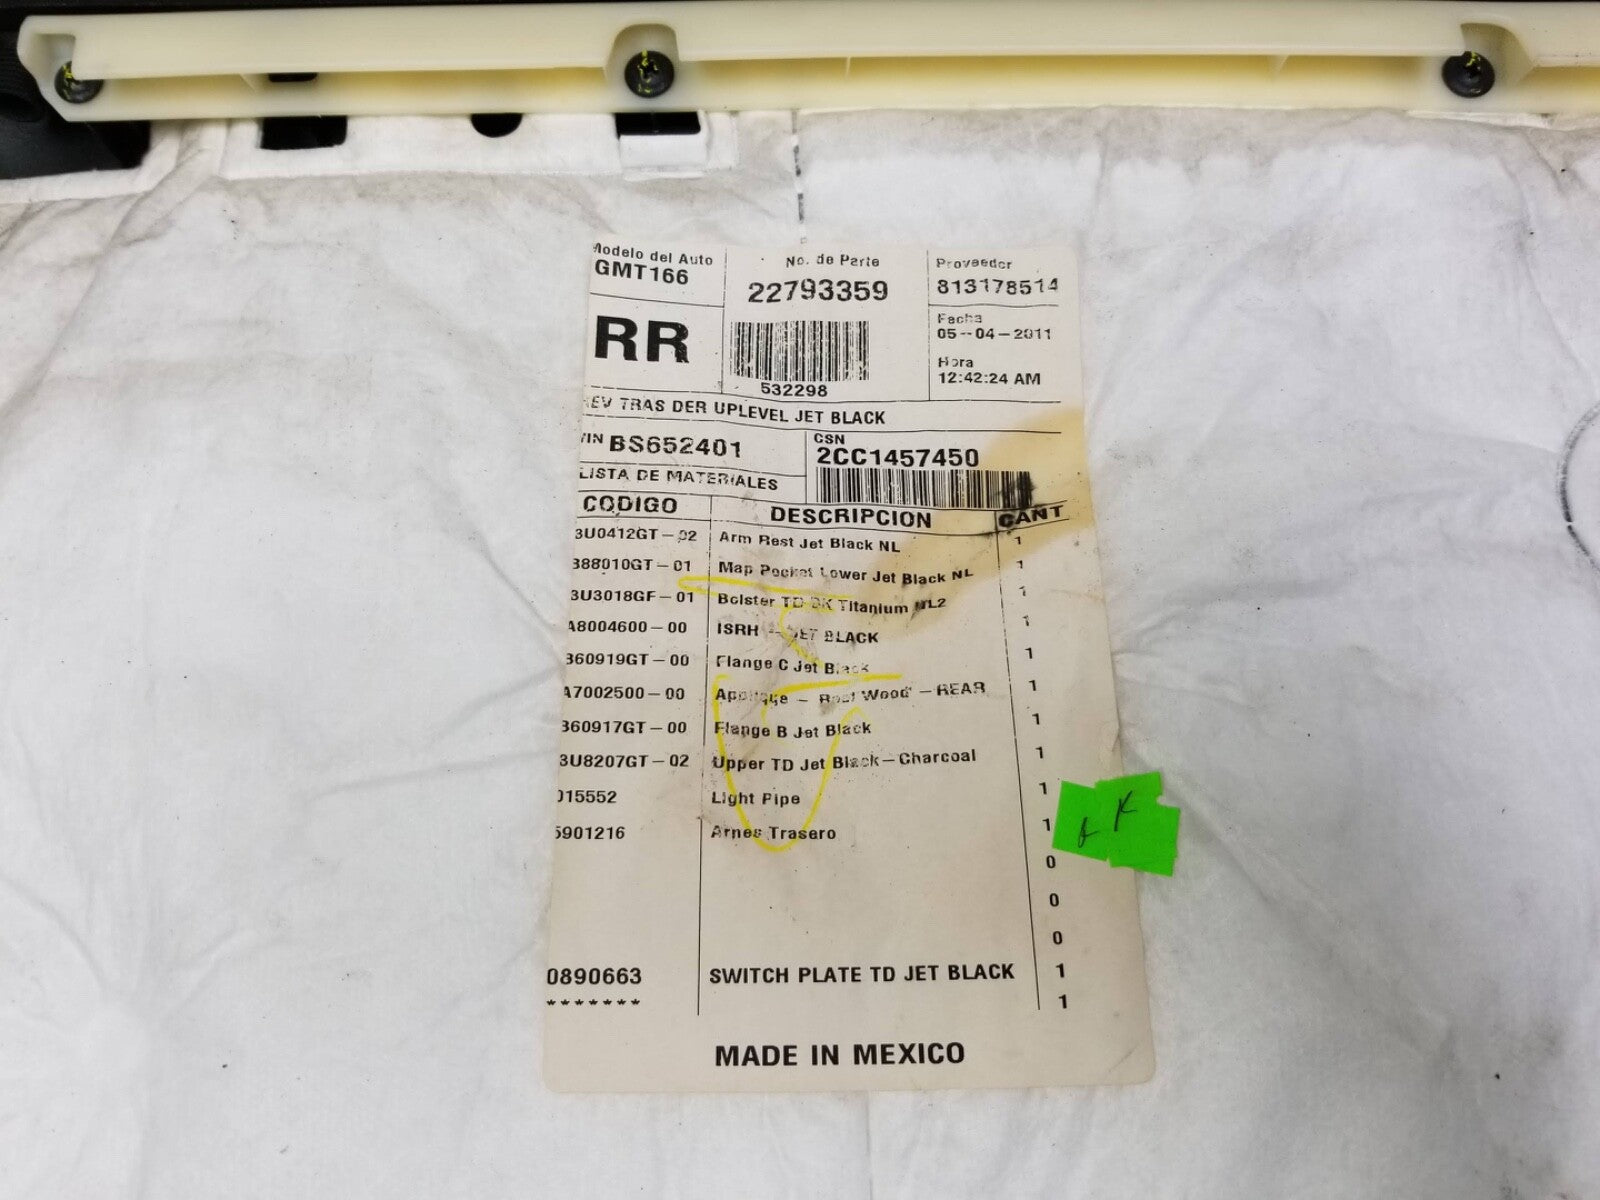 Modelo del Auto
GMT166
No. de Parte
22793359
Proveedor
813178514
RR
532298
Fecha
05-04-2011
Hora
12:42:24 AM
REV TRAS DER UPLEVEL JET BLACK
VIN BS652401
CSN
2CC1457450
LISTA DE MATERIALES
CODIGO DESCRIPCION CANT
3U0412GT-02 Arm Rest Jet Black NL 1
388010GT-01 Map Pocket Lower Jet Black NL 1
3U3018GF-01 Bolster TD BK Titanium NL2 1
A8004600-00 ISRH - JET BLACK 1
360919GT-00 Flange C Jet Black 1
A7002500-00 Applique - Real Wood - REAR 1
360917GT-00 Flange B Jet Black 1
3U8207GT-02 Upper TD Jet Black-Charcoal 1
015552 Light Pipe 1
5901216 Arnes Trasero 1
0
0
0
0890663 SWITCH PLATE TD JET BLACK 1
******* 1
MADE IN MEXICO